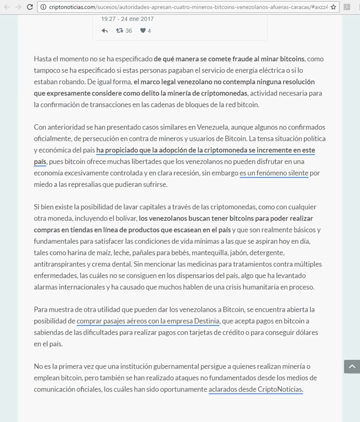 criptonoticias.com/sucesos/autoridades-apresan-cuatro-mineros-bitcoins-venezolanos-afueras-caracas/#axzz4
19:27 - 24 ene 2017
36 4
Hasta el momento no se ha especificado de qué manera se comete fraude al minar bitcoins, como
tampoco se ha especificado si estas personas pagaban el servicio de energía eléctrica o si lo
estaban robando. De igual forma, el marco legal venezolano no contempla ninguna resolución
que expresamente considere como delito la minería de criptomonedas, actividad necesaria para
la confirmación de transacciones en las cadenas de bloques de la red bitcoin.
Con anterioridad se han presentado casos similares en Venezuela, aunque algunos no confirmados
oficialmente, de persecución en contra de mineros y usuarios de Bitcoin. La tensa situación política
y económica del país ha propiciado que la adopción de la criptomoneda se incremente en este
país, pues bitcoin ofrece muchas libertades que los venezolanos no pueden disfrutar en una
economía excesivamente controlada y en clara recesión, sin embargo es un fenómeno silente por
miedo a las represalias que pudieran sufrirse.
Si bien existe la posibilidad de lavar capitales a través de las criptomonedas, como con cualquier
otra moneda, incluyendo el bolívar, los venezolanos buscan tener bitcoins para poder realizar
compras en tiendas en línea de productos que escasean en el país y que son realmente básicos y
fundamentales para satisfacer las condiciones de vida mínimas a las que se aspiran hoy en día,
tales como harina de maíz, leche, pañales para bebés, mantequilla, jabón, detergente,
antitranspirantes y crema dental. Sin mencionar las medicinas para tratamientos contra múltiples
enfermedades, las cuáles no se consiguen en los dispensarios del país, algo que ha levantado
alarmas internacionales y ha causado que muchos hablen de una crisis humanitaria en proceso.
Para muestra de otra utilidad que pueden dar los venezolanos a Bitcoin, se encuentra abierta la
posibilidad de comprar pasajes aéreos con la empresa Destinia, que acepta pagos en bitcoin a
sabiendas de las dificultades para realizar pagos con tarjetas de crédito o para conseguir dólares
en el país.
No es la primera vez que una institución gubernamental persigue a quienes realizan minería o
emplean bitcoin, pero también se han realizado ataques no fundamentados desde los medios de
comunicación oficiales, los cuáles han sido oportunamente aclarados desde CriptoNoticias.